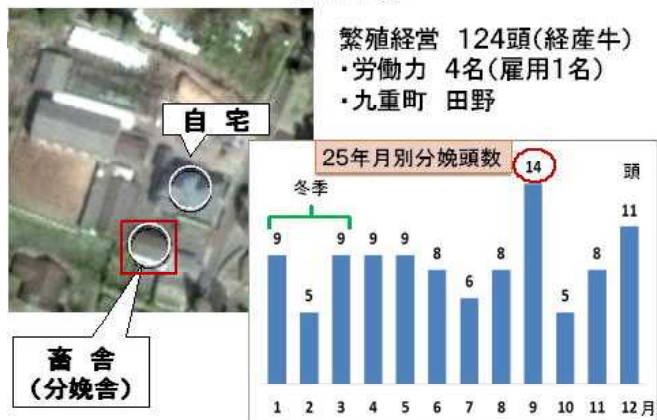 繁殖経営 124頭(経産牛)
・労働力 4名(雇用1名)
・九重町 田野
自 宅
畜 舎
(分娩舎)
25年月別分娩頭数
冬季
頭
9 5 9 9 9 8 6 8 14 5 8 11
1 2 3 4 5 6 7 8 9 10 11 12月